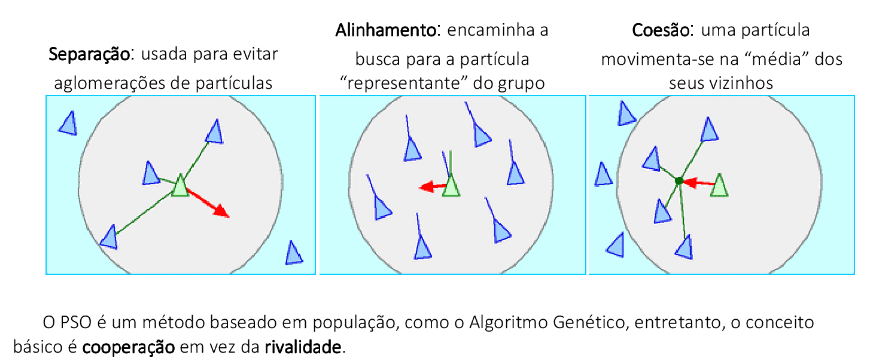 Separação: usada para evitar
aglomerações de partículas
Alinhamento: encaminha a
busca para a partícula
“representante” do grupo
Coesão: uma partícula
movimenta-se na “média” dos
seus vizinhos
O PSO é um método baseado em população, como o Algoritmo Genético, entretanto, o conceito
básico é cooperação em vez da rivalidade.